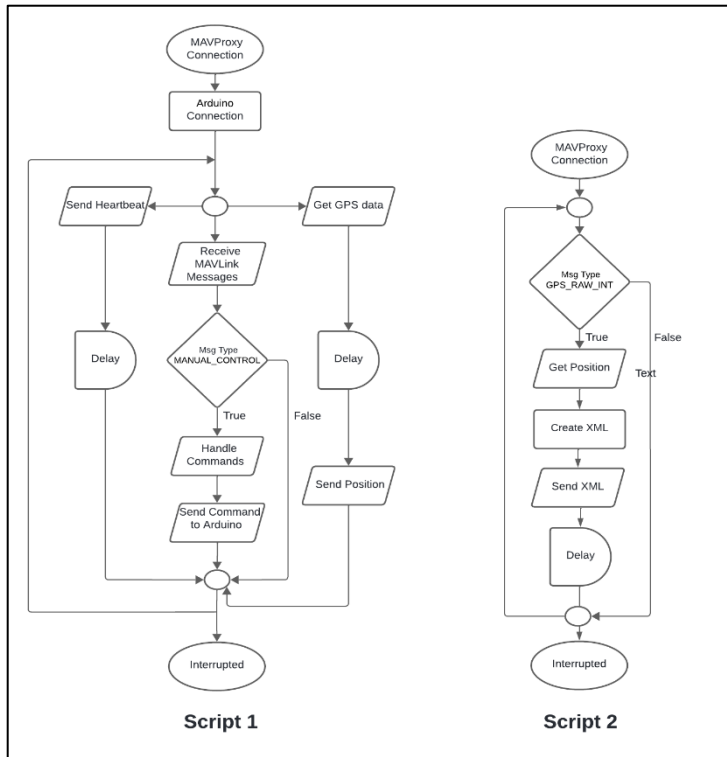 MAVProxy
Connection
Arduino
Connection
Send Heartbeat
Get GPS data
Receive
MAVLink
Messages
Delay
Msg Type
MANUAL_CONTROL
Delay
True
False
Handle
Commands
Send Command
to Arduino
Send Position
Interrupted
Script 1
MAVProxy
Connection
Msg Type
GPS_RAW_INT
True
False
Get Position
Text
Create XML
Send XML
Delay
Interrupted
Script 2